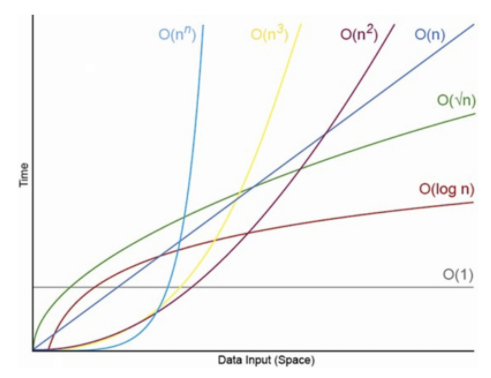 O(nⁿ)
O(n³)
O(n²)
O(n)
O(√n)
O(log n)
O(1)
Time
Data Input (Space)